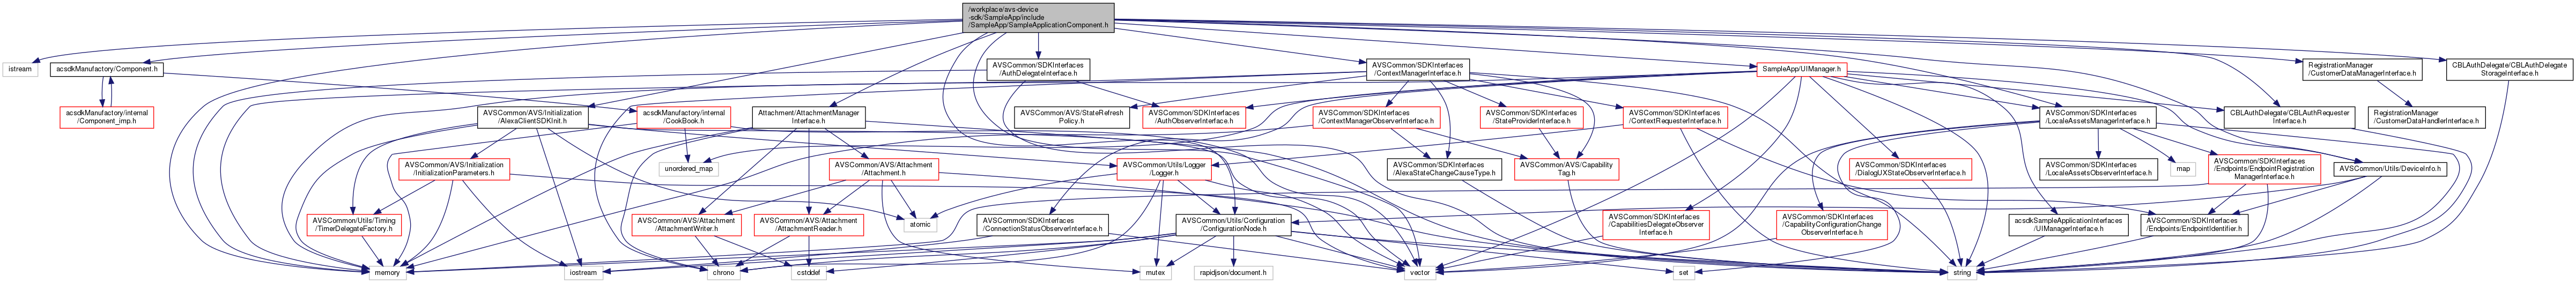 /workplace/avs-device
-sdk/SampleApp/include
/SampleApp/SampleApplicationComponent.h
istream
acsdkManufactory/Component.h
AVSCommon/SDKInterfaces
/AuthDelegateInterface.h
AVSCommon/SDKInterfaces
/ContextManagerInterface.h
SampleApp/UIManager.h
RegistrationManager
/CustomerDataManagerInterface.h
CBLAuthDelegate/CBLAuthDelegate
StorageInterface.h
acsdkManufactory/internal
/Component_imp.h
AVSCommon/AVS/Initialization
/AlexaClientSDKInit.h
acsdkManufactory/internal
/CookBook.h
Attachment/AttachmentManager
Interface.h
AVSCommon/AVS/StateRefresh
Policy.h
AVSCommon/SDKInterfaces
/AuthObserverInterface.h
AVSCommon/SDKInterfaces
/ContextManagerObserverInterface.h
AVSCommon/SDKInterfaces
/StateProviderInterface.h
AVSCommon/SDKInterfaces
/ContextRequesterInterface.h
AVSCommon/SDKInterfaces
/LocaleAssetsManagerInterface.h
CBLAuthDelegate/CBLAuthRequester
Interface.h
RegistrationManager
/CustomerDataHandlerInterface.h
AVSCommon/AVS/Initialization
/InitializationParameters.h
unordered_map
AVSCommon/AVS/Attachment
/Attachment.h
AVSCommon/Utils/Logger
/Logger.h
AVSCommon/SDKInterfaces
/AlexaStateChangeCauseType.h
AVSCommon/AVS/Capability
Tag.h
AVSCommon/SDKInterfaces
/DialogUXStateObserverInterface.h
AVSCommon/SDKInterfaces
/LocaleAssetsObserverInterface.h
map
AVSCommon/SDKInterfaces
/Endpoints/EndpointRegistration
ManagerInterface.h
AVSCommon/Utils/DeviceInfo.h
AVSCommon/Utils/Timing
/TimerDelegateFactory.h
AVSCommon/AVS/Attachment
/AttachmentWriter.h
AVSCommon/AVS/Attachment
/AttachmentReader.h
atomic
AVSCommon/SDKInterfaces
/ConnectionStatusObserverInterface.h
AVSCommon/Utils/Configuration
/ConfigurationNode.h
AVSCommon/SDKInterfaces
/CapabilitiesDelegateObserver
Interface.h
AVSCommon/SDKInterfaces
/CapabilityConfigurationChange
ObserverInterface.h
acsdkSampleApplicationInterfaces
/UIManagerInterface.h
AVSCommon/SDKInterfaces
/Endpoints/EndpointIdentifier.h
memory
iostream
chrono
cstddef
mutex
rapidjson/document.h
vector
set
string